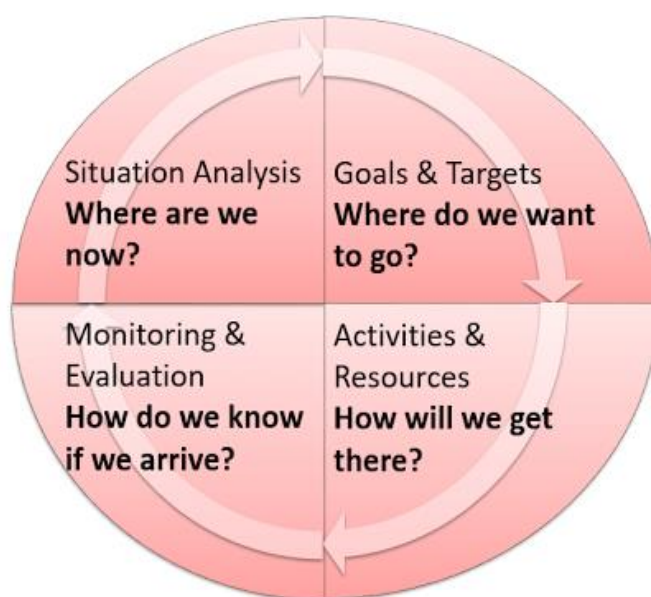 Situation Analysis
Where are we
now?
Goals & Targets
Where do we want
to go?
Monitoring &
Evaluation
How do we know
if we arrive?
Activities &
Resources
How will we get
there?